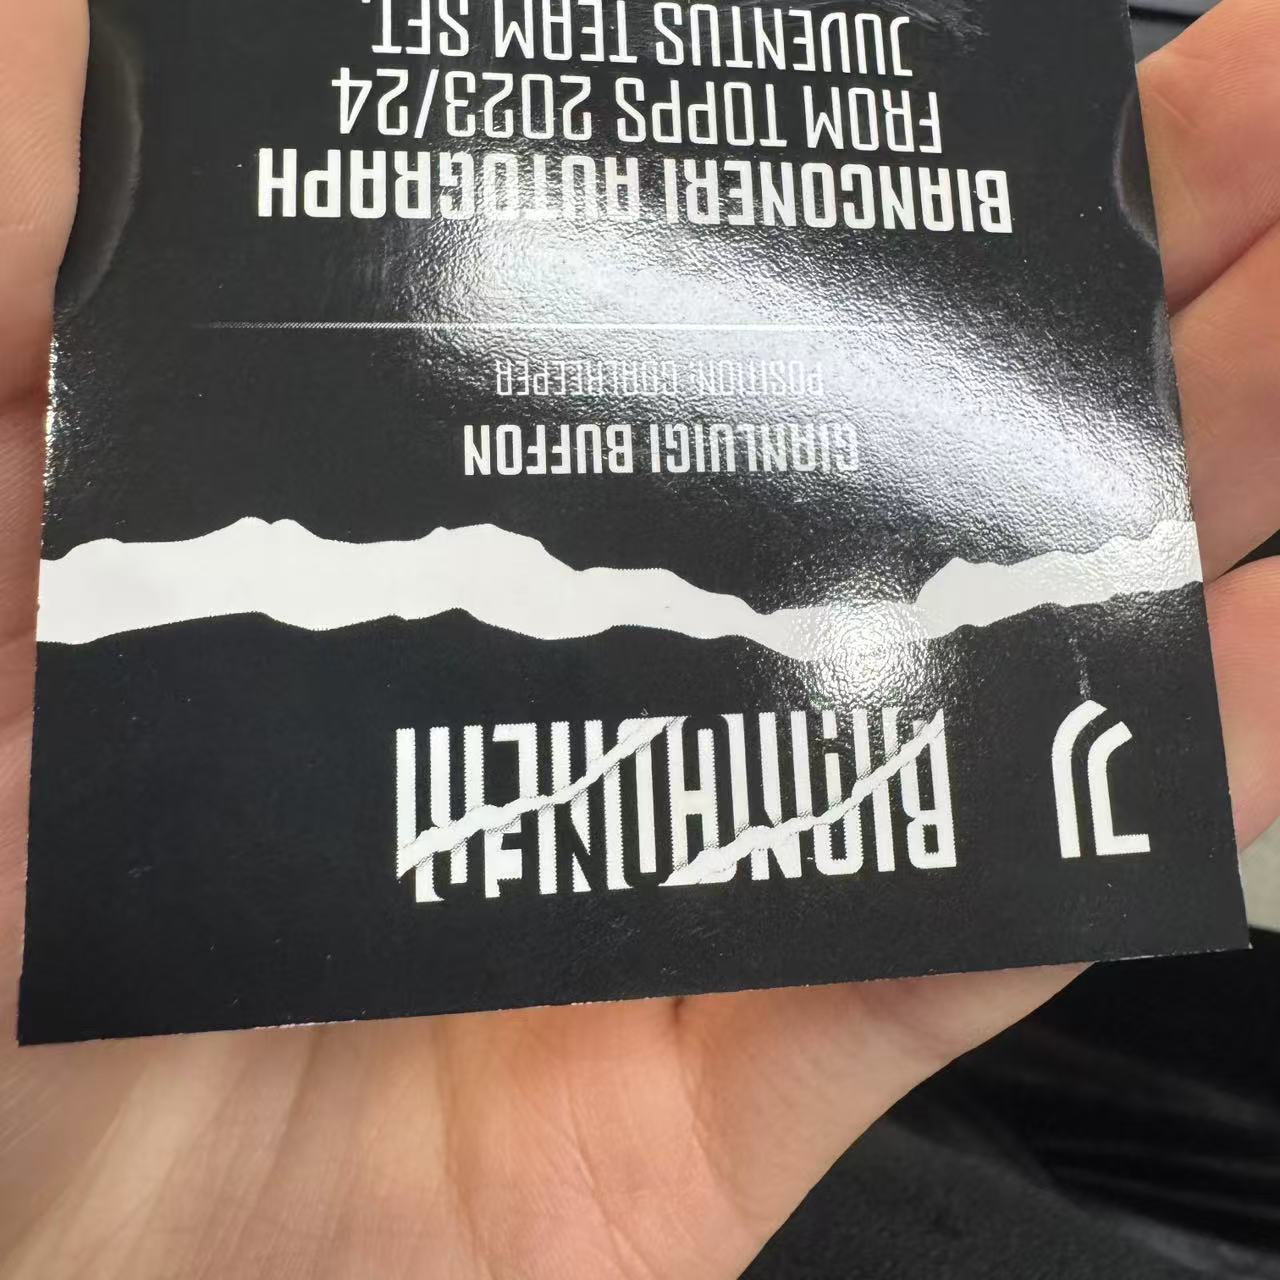 BIANCONERI
GIANLUIGI BUFFON
POSITION: GOALKEEPER
BIANCONERI AUTOGRAPH
FROM TOPPS 2023/24
JUVENTUS TEAM SET.